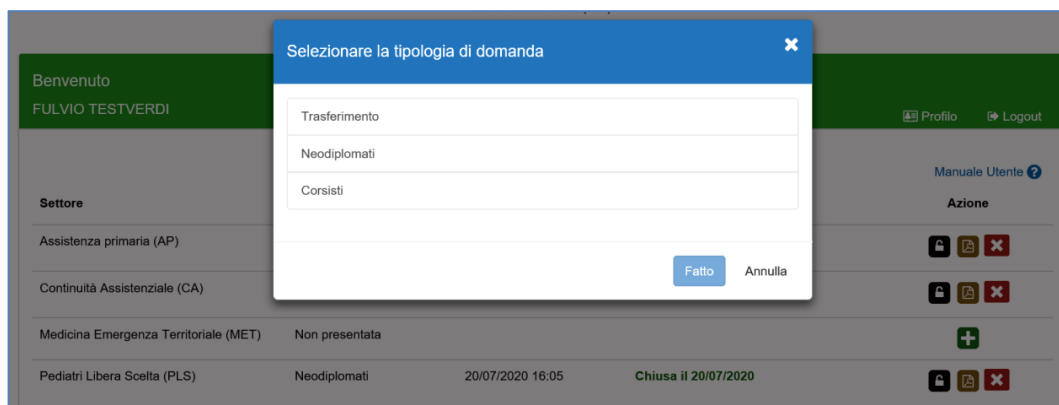 Selezionare la tipologia di domanda
Benvenuto
FULVIO TESTVERDI
Profilo Logout
Trasferimento
Neodiplomati
Corsisti
Manuale Utente
Settore Azione
Assistenza primaria (AP)
Fatto Annulla
Continuità Assistenziale (CA)
Medicina Emergenza Territoriale (MET) Non presentata
Pediatri Libera Scelta (PLS) Neodiplomati 20/07/2020 16:05 Chiusa il 20/07/2020